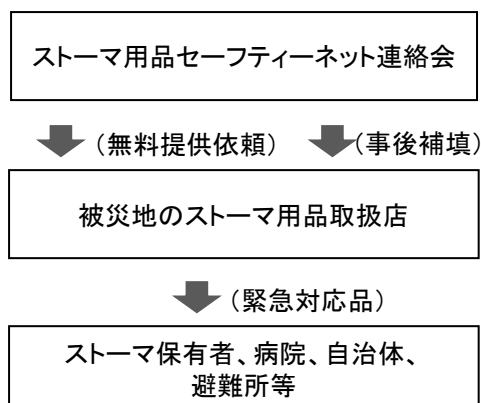 ストーマ用品セーフティーネット連絡会
(無料提供依頼) (事後補填)
被災地のストーマ用品取扱店
(緊急対応品)
ストーマ保有者、病院、自治体、
避難所等